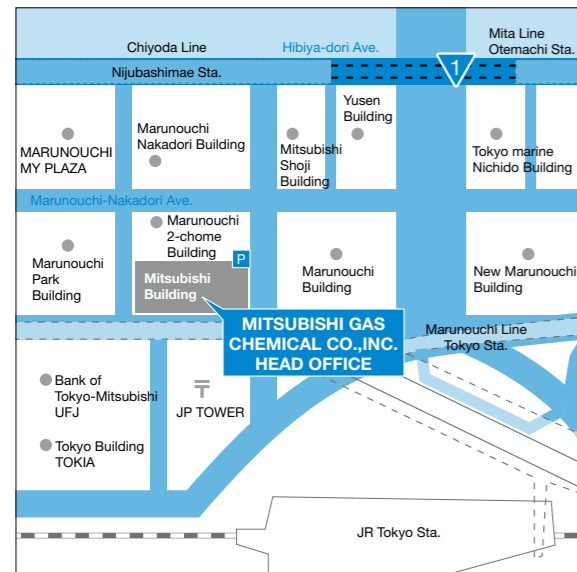 Chiyoda Line
Hibiya-dori Ave.
Mita Line
Otemachi Sta.
Nijubashimae Sta.
1
MARUNOUCHI
MY PLAZA
Marunouchi
Nakadori Building
Mitsubishi
Shoji
Building
Yusen
Building
Tokyo marine
Nichido Building
Marunouchi-Nakadori Ave.
Marunouchi
Park
Building
Marunouchi
2-chome
Building
P
Mitsubishi
Building
Marunouchi
Building
New Marunouchi
Building
MITSUBISHI GAS
CHEMICAL CO.,INC.
HEAD OFFICE
Marunouchi Line
Tokyo Sta.
Bank of
Tokyo-Mitsubishi
UFJ
〒
JP TOWER
Tokyo Building
TOKIA
JR Tokyo Sta.